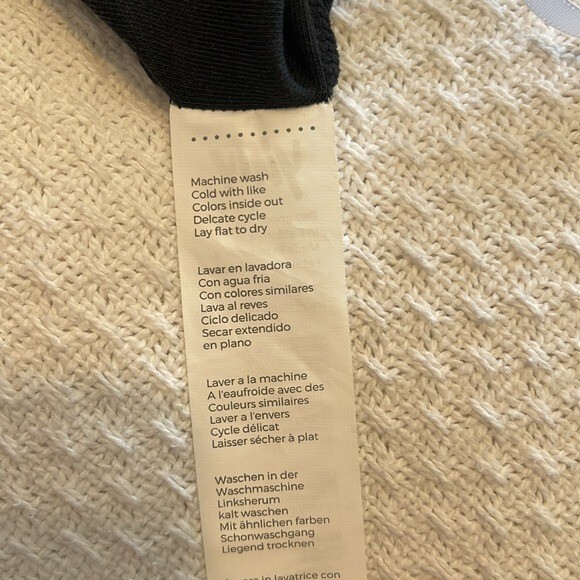 Machine wash
Cold with like
Colors inside out
Delcate cycle
Lay flat to dry
Lavar en lavadora
Con agua fria
Con colores similares
Lava al reves
Ciclo delicado
Secar extendido
en plano
Laver a la machine
A l'eaufroide avec des
Couleurs similaires
Laver a l'envers
Cycle délicat
Laisser sécher à plat
Waschen in der
Waschmaschine
Linksherum
kalt waschen
Mit ähnlichen farben
Schonwaschgang
Liegend trocknen
in lavatrice con